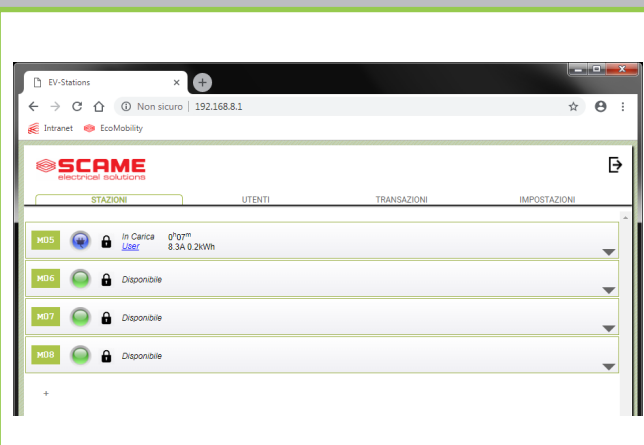 EV-Stations
Non sicuro | 192.168.8.1
Intranet EcoMobility
SCAME
electrical solutions
STAZIONI UTENTI TRANSAZIONI IMPOSTAZIONI
M05 In Carica 0h07m
User 8.3A 0.2kWh
M06 Disponibile
M07 Disponibile
M08 Disponibile
+